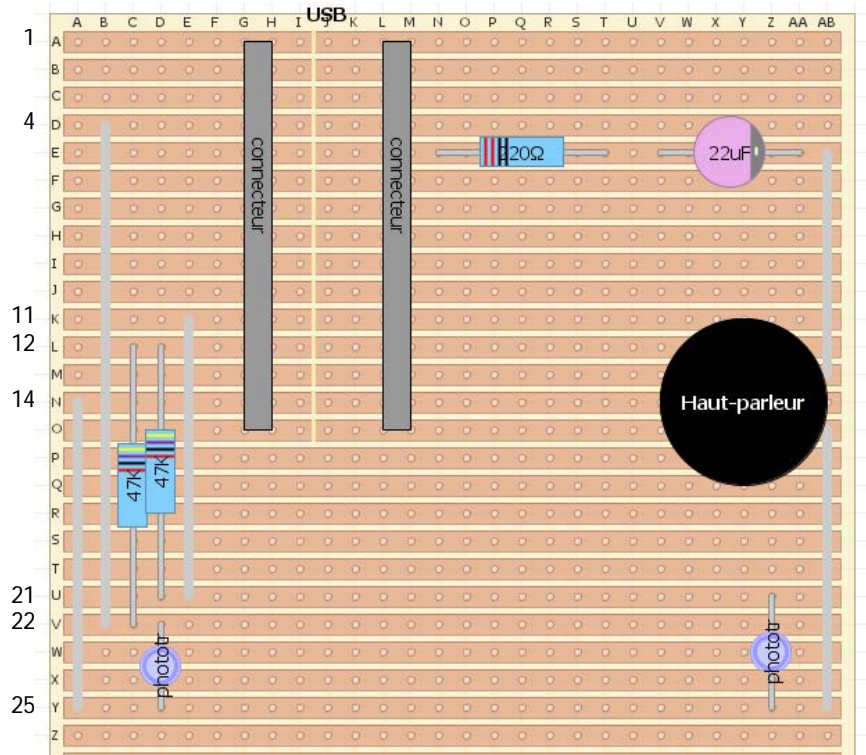 USB
A B C D E F G H I J K L M N O P Q R S T U V W X Y Z AA AB
1 A
B
C
4 D
E 220Ω 22uF
F
G
H
I
J
11 K
12 L
M
14 N
O
P
Q
R
S
T
21 U
22 V
W
X
25 Y
Z
connecteur
connecteur
Haut-parleur
47K
47K
phototr
phototr